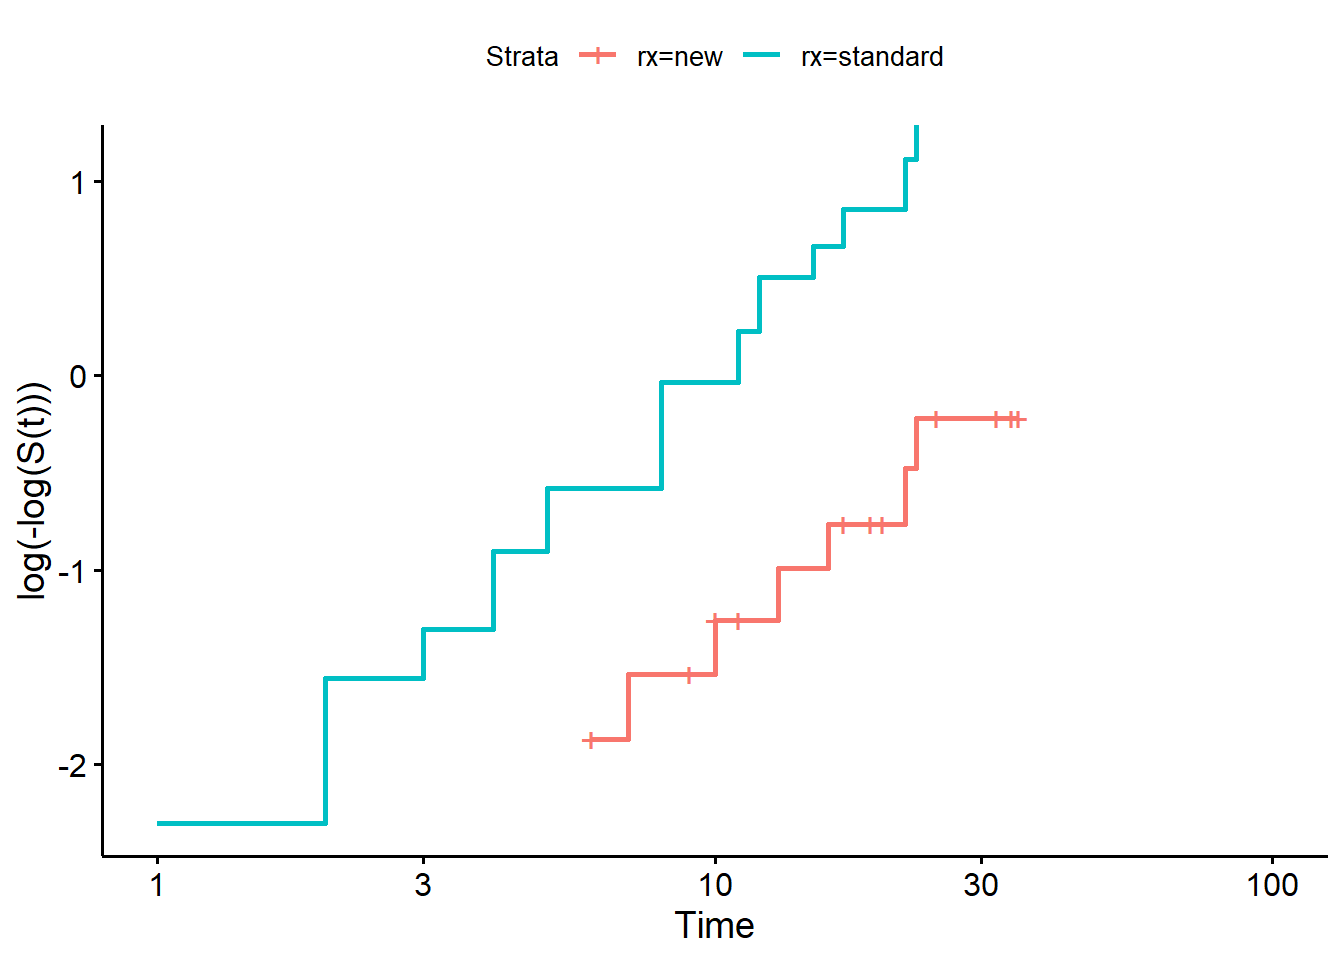 Strata rx=new rx=standard
log(-log(S(t)))
1
0
-1
-2
1 3 10 30 100
Time